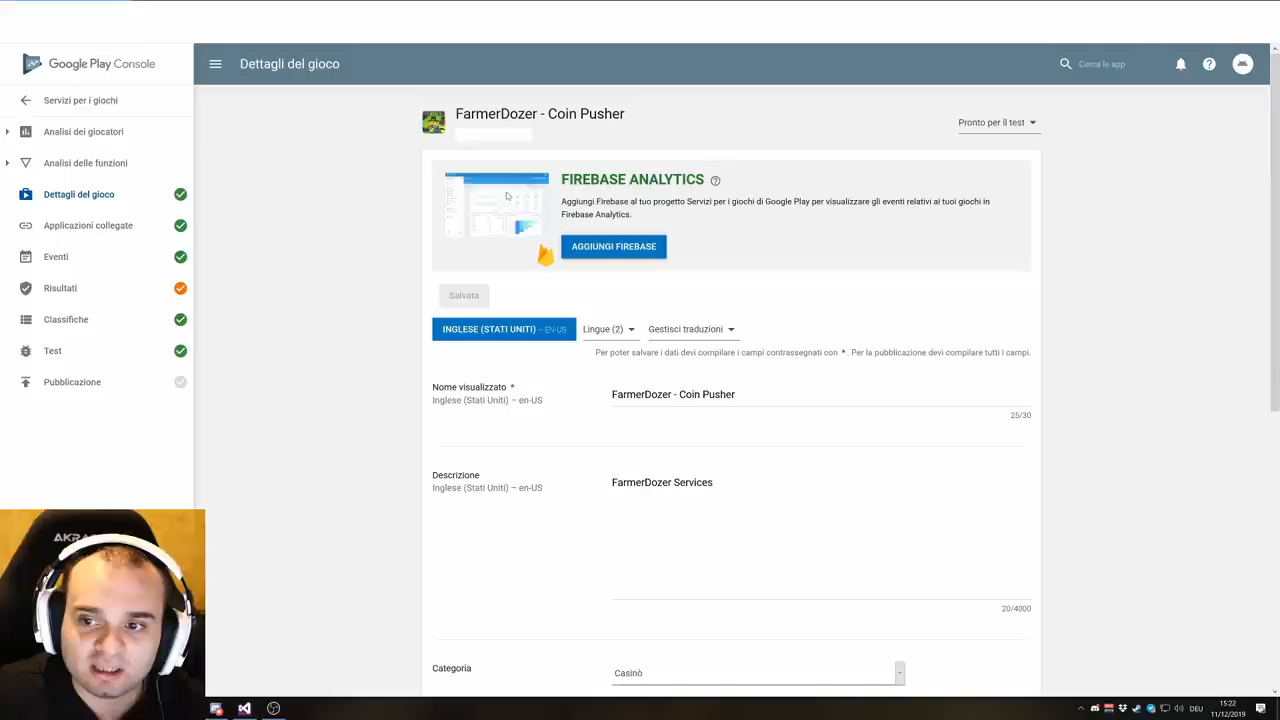 Google Play Console
Dettagli del gioco
Cerca le app
Servizi per i giochi
Analisi dei giocatori
Analisi delle funzioni
Dettagli del gioco
Applicazioni collegate
Eventi
Risultati
Classifiche
Test
Pubblicazione
FarmerDozer - Coin Pusher
Pronto per il test
FIREBASE ANALYTICS
Aggiungi Firebase al tuo progetto Servizi per i giochi di Google Play per visualizzare gli eventi relativi ai tuoi giochi in
Firebase Analytics.
AGGIUNGI FIREBASE
Salvata
INGLESE (STATI UNITI) – EN-US
Lingue (2)
Gestisci traduzioni
Per poter salvare i dati devi compilare i campi contrassegnati con *. Per la pubblicazione devi compilare tutti i campi.
Nome visualizzato *
Inglese (Stati Uniti) – en-US
FarmerDozer - Coin Pusher
25/30
Descrizione
Inglese (Stati Uniti) – en-US
FarmerDozer Services
20/4000
Categoria
Casinò
DEU
15:22
11/12/2019